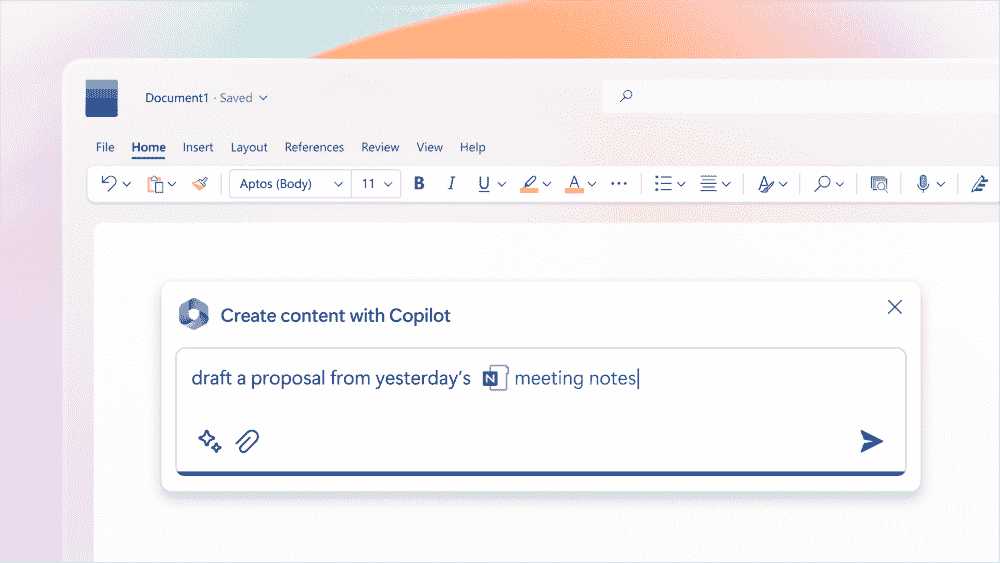 Document1 · Saved
File Home Insert Layout References Review View Help
Aptos (Body) 11 B I U A
Create content with Copilot
draft a proposal from yesterday's N meeting notes